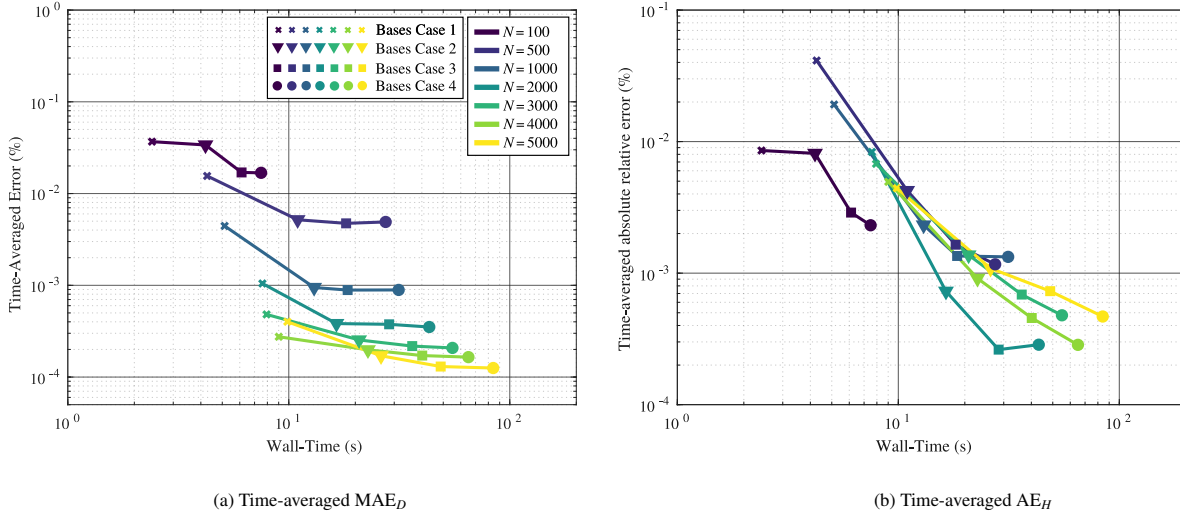 10^0
10^-1
10^-2
10^-3
10^-4
Time-Averaged Error (%)
10^0
10^1
10^2
Wall-Time (s)
Bases Case 1
Bases Case 2
Bases Case 3
Bases Case 4
N = 100
N = 500
N = 1000
N = 2000
N = 3000
N = 4000
N = 5000
(a) Time-averaged MAE_D
10^-1
10^-2
10^-3
10^-4
Time-averaged absolute relative error (%)
10^0
10^1
10^2
Wall-Time (s)
(b) Time-averaged AE_H